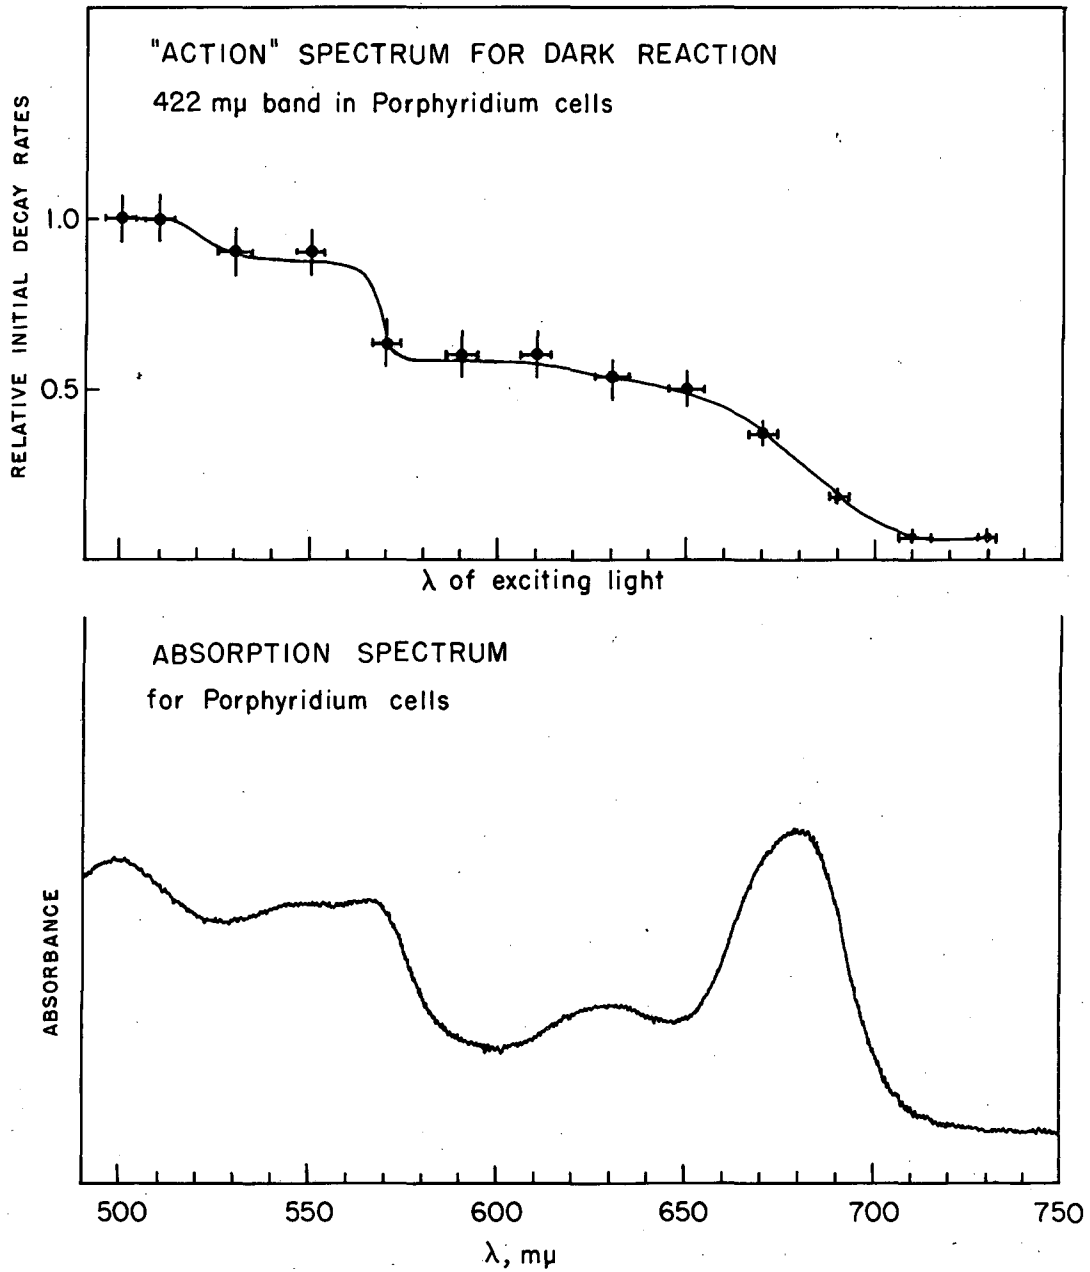 "ACTION" SPECTRUM FOR DARK REACTION
422 mμ band in Porphyridium cells
RELATIVE INITIAL DECAY RATES
1.0
0.5
λ of exciting light
ABSORPTION SPECTRUM
for Porphyridium cells
ABSORBANCE
500 550 600 650 700 750
λ, mμ